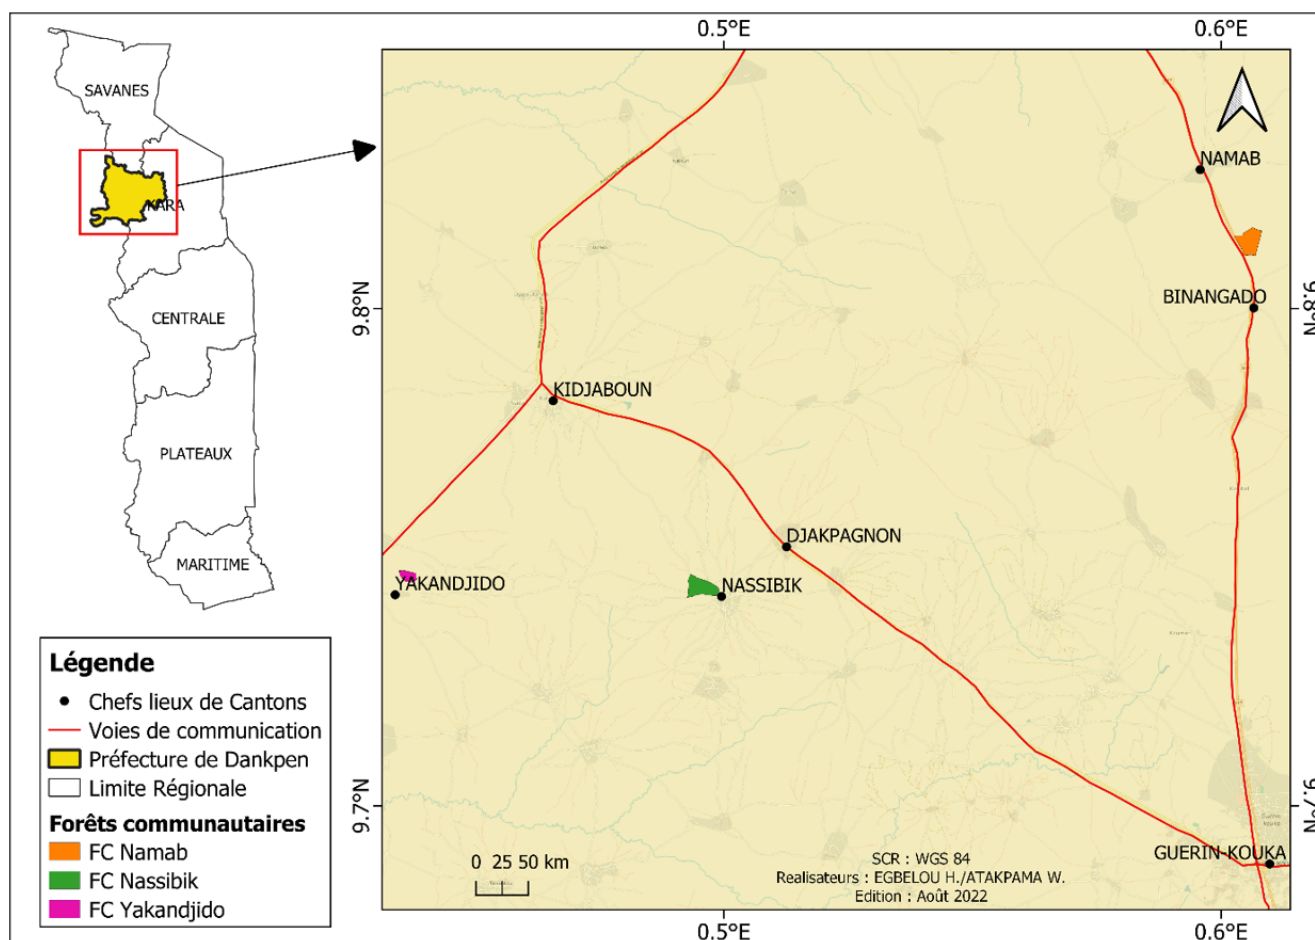 0.5°E
0.6°E
SAVANES
KARA
CENTRALE
PLATEAUX
MARITIME
NAMAB
BINANGADO
9.8°N
9.8°N
KIDJABOUN
DJAKPAGNON
YAKANDJIDO
NASSIBIK
9.7°N
9.7°N
GUERIN-KOUKA
0 25 50 km
SCR : WGS 84
Realisateurs : EGBELOU H./ATAKPAMA W.
Edition : Août 2022
0.5°E
0.6°E
Légende
Chefs lieux de Cantons
Voies de communication
Préfecture de Dankpen
Limite Régionale
Forêts communautaires
FC Namab
FC Nassibik
FC Yakandjido